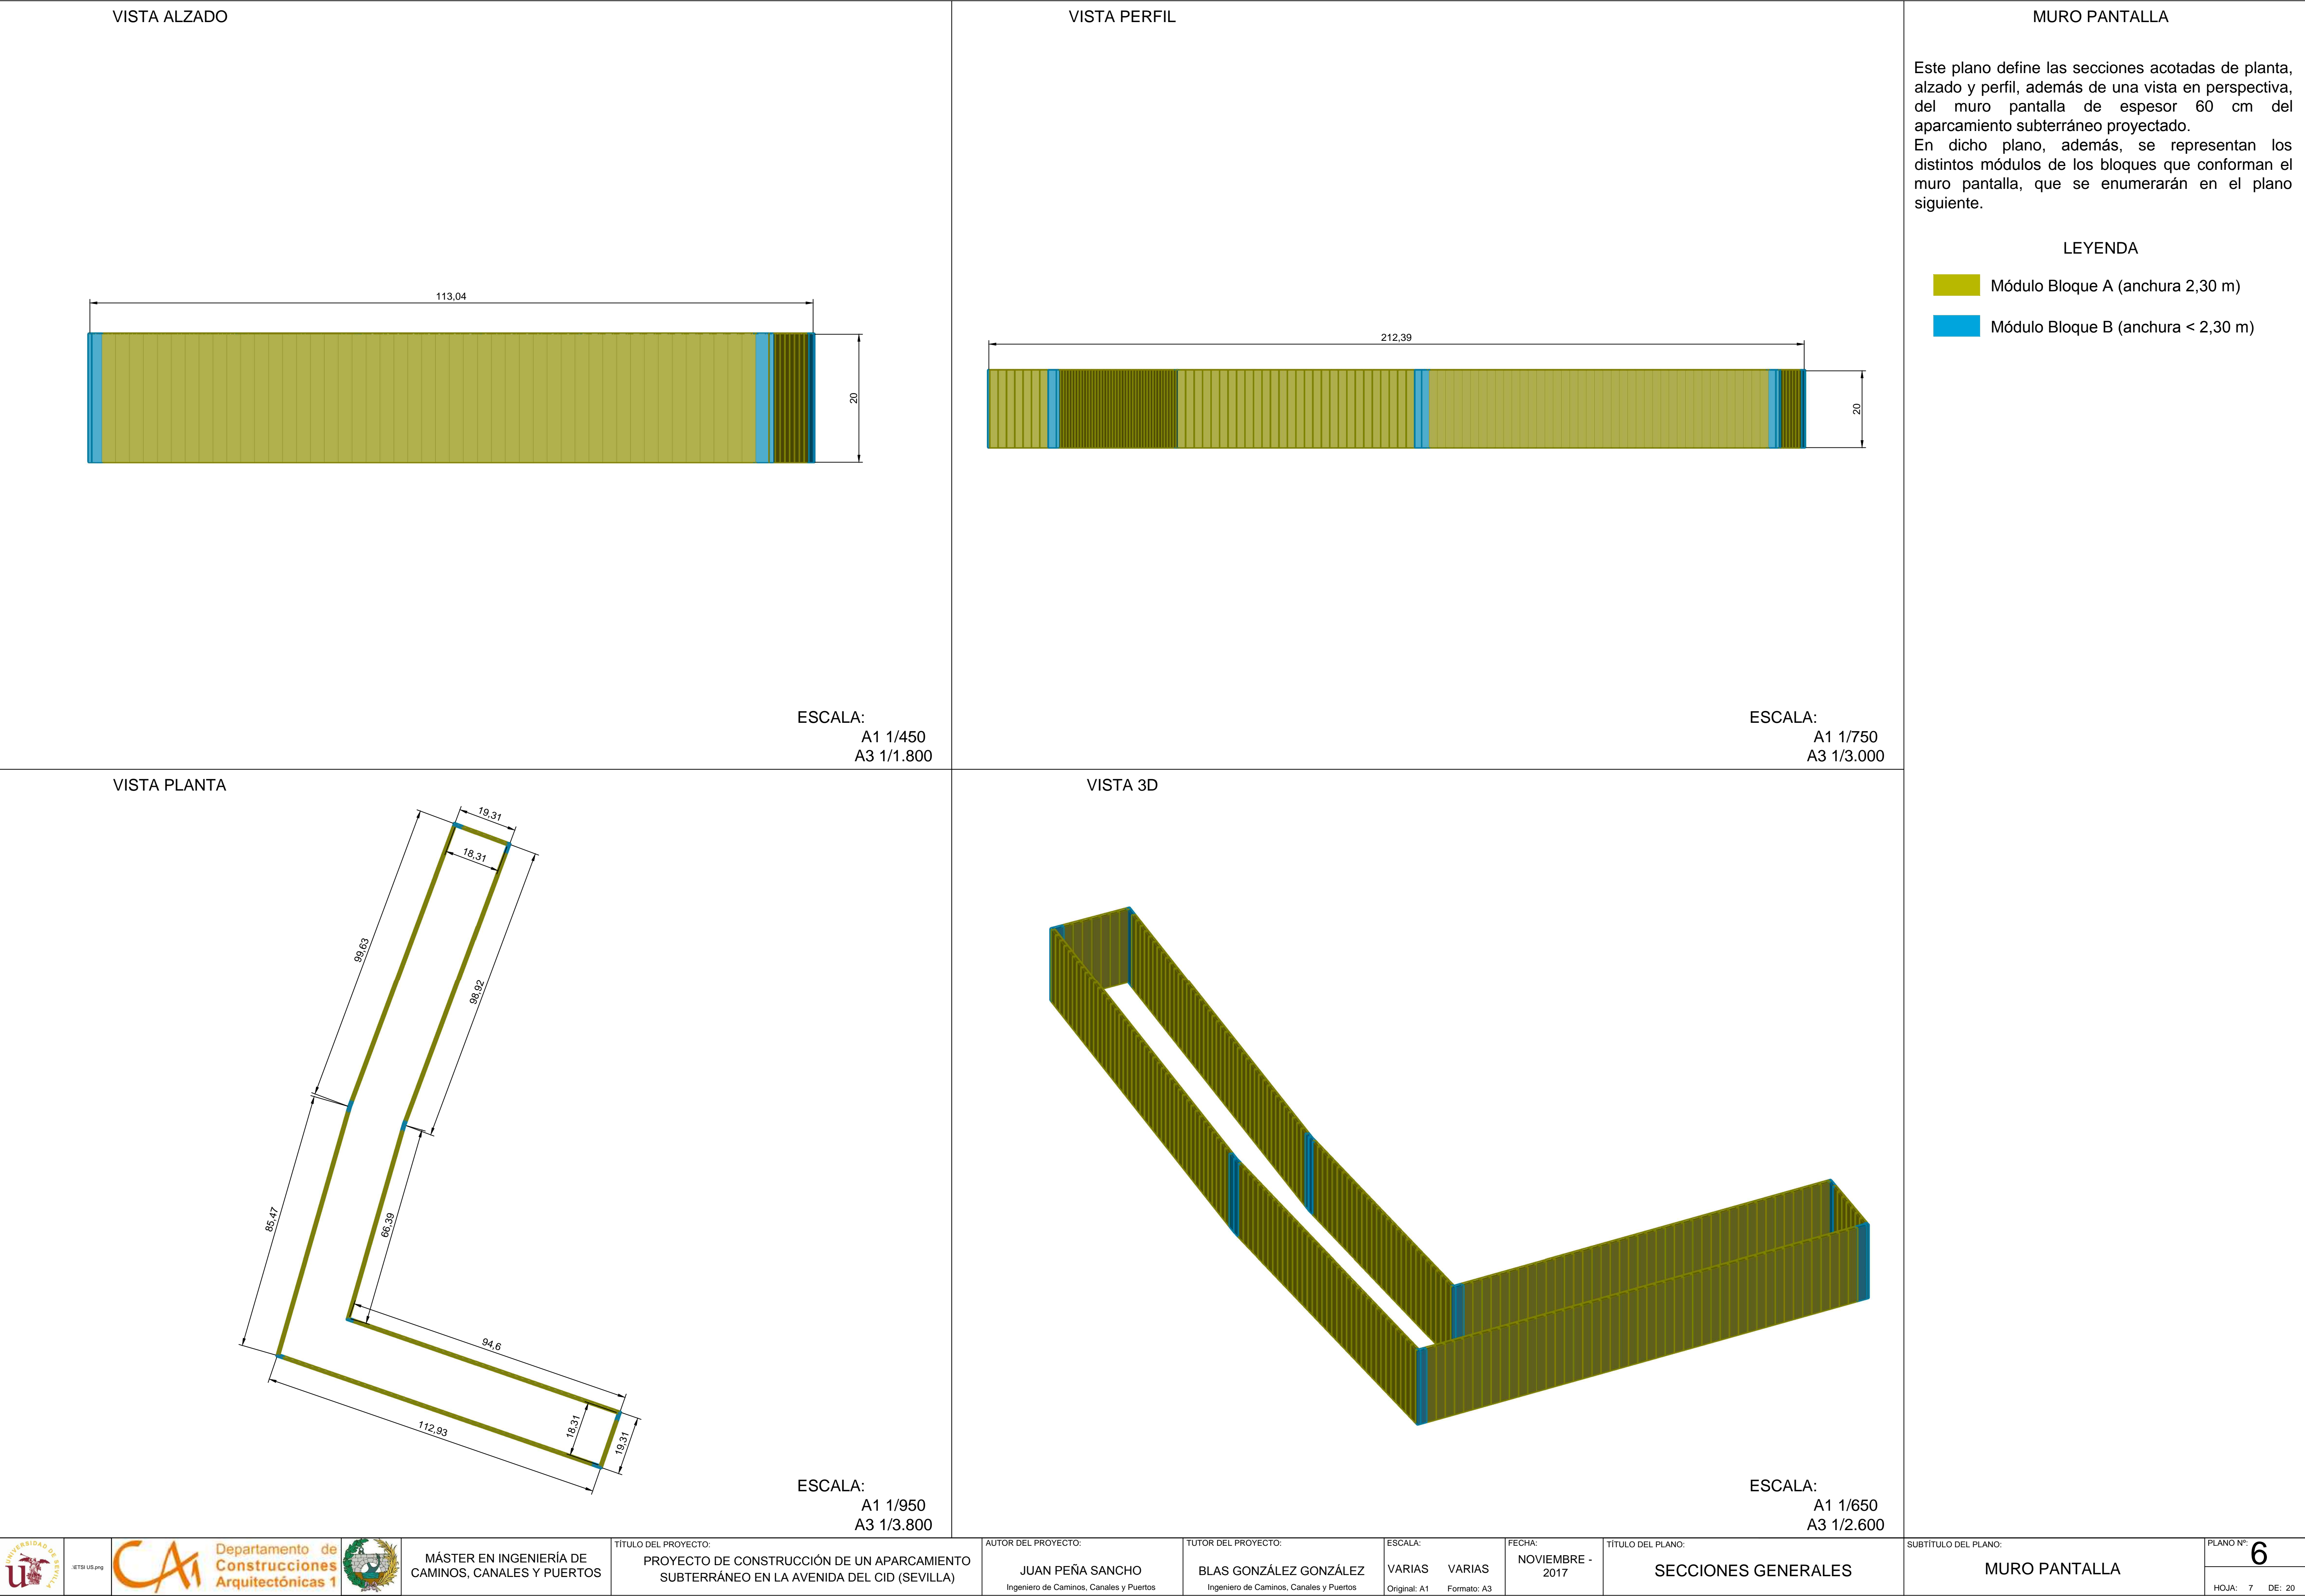 VISTA ALZADO
113,04
20
ESCALA:
A1 1/450
A3 1/1.800
VISTA PERFIL
212,39
20
ESCALA:
A1 1/750
A3 1/3.000
MURO PANTALLA
Este plano define las secciones acotadas de planta,
alzado y perfil, además de una vista en perspectiva,
del muro pantalla de espesor 60 cm del
aparcamiento subterráneo proyectado.
En dicho plano, además, se representan los
distintos módulos de los bloques que conforman el
muro pantalla, que se enumerarán en el plano
siguiente.
LEYENDA
Módulo Bloque A (anchura 2,30 m)
Módulo Bloque B (anchura < 2,30 m)
VISTA PLANTA
19,31
18,31
99,63
98,92
85,47
66,39
94,6
112,93
18,31
19,31
ESCALA:
A1 1/950
A3 1/3.800
VISTA 3D
ESCALA:
A1 1/650
A3 1/2.600
UNIVERSIDAD DE SEVILLA
.\ETSI US.png
Departamento de
Construcciones
Arquitectónicas 1
MÁSTER EN INGENIERÍA DE
CAMINOS, CANALES Y PUERTOS
TÍTULO DEL PROYECTO:
PROYECTO DE CONSTRUCCIÓN DE UN APARCAMIENTO
SUBTERRÁNEO EN LA AVENIDA DEL CID (SEVILLA)
AUTOR DEL PROYECTO:
JUAN PEÑA SANCHO
Ingeniero de Caminos, Canales y Puertos
TUTOR DEL PROYECTO:
BLAS GONZÁLEZ GONZÁLEZ
Ingeniero de Caminos, Canales y Puertos
ESCALA:
VARIAS VARIAS
Original: A1 Formato: A3
FECHA:
NOVIEMBRE -
2017
TÍTULO DEL PLANO:
SECCIONES GENERALES
SUBTÍTULO DEL PLANO:
MURO PANTALLA
PLANO Nº:
6
HOJA: 7 DE: 20